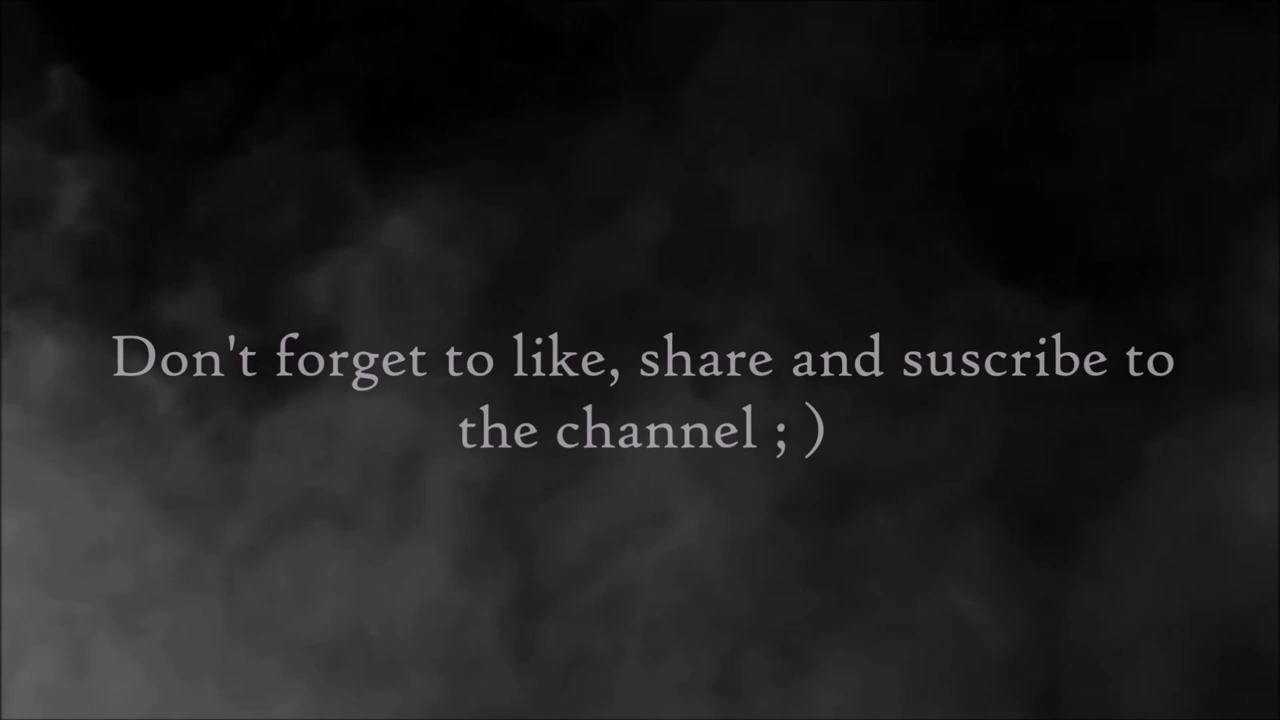 Don't forget to like, share and suscribe to
the channel ; )